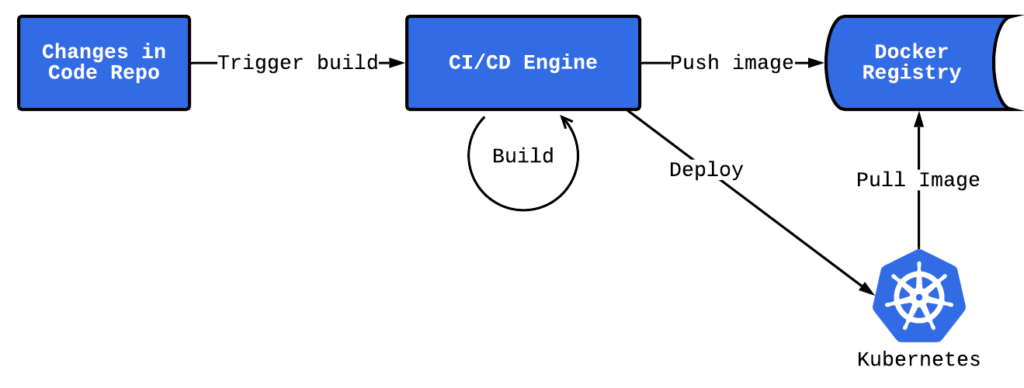 Changes in
Code Repo
Trigger build
CI/CD Engine
Push image
Docker
Registry
Build
Deploy
Pull Image
Kubernetes